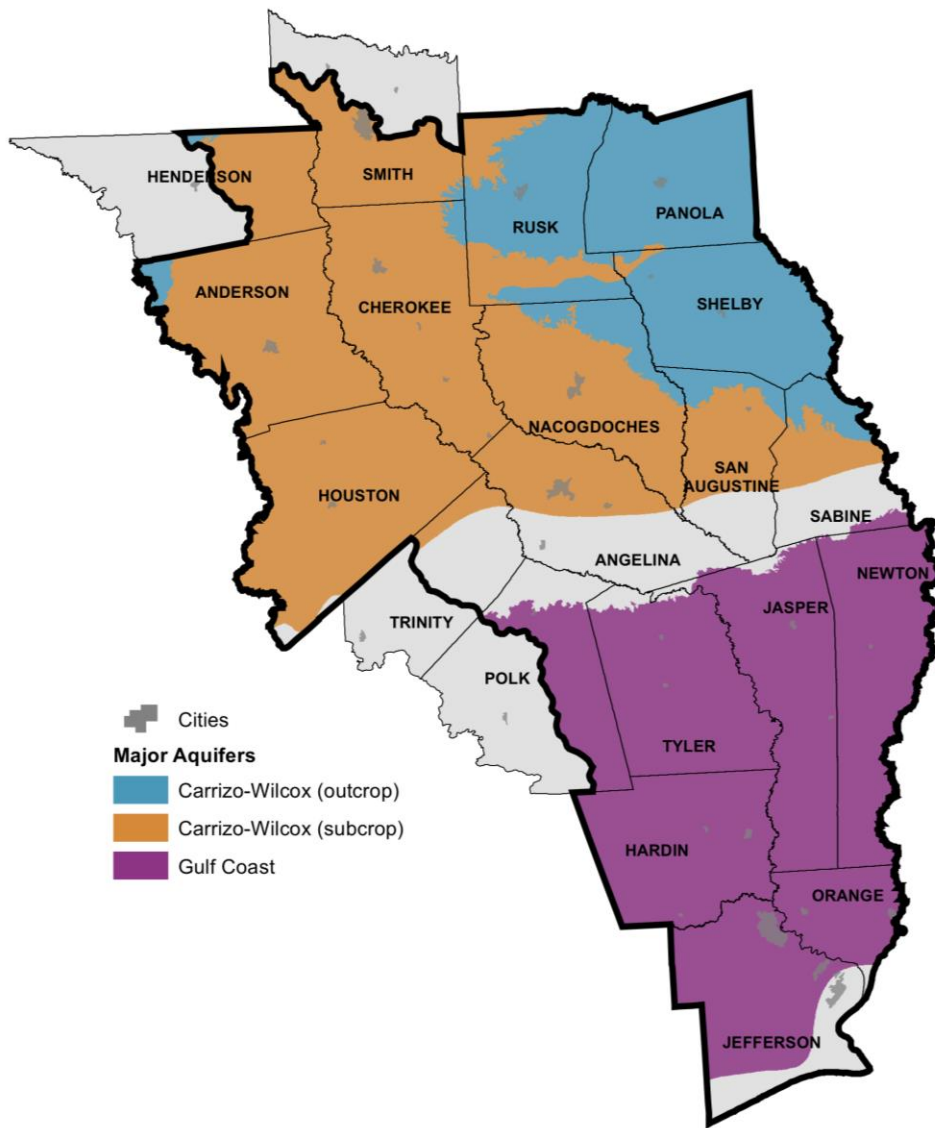 HENDERSON
SMITH
RUSK
PANOLA
ANDERSON
CHEROKEE
SHELBY
NACOGDOCHES
SAN
AUGUSTINE
HOUSTON
SABINE
ANGELINA
NEWTON
JASPER
TRINITY
POLK
TYLER
Cities
Major Aquifers
Carrizo-Wilcox (outcrop)
Carrizo-Wilcox (subcrop)
Gulf Coast
HARDIN
ORANGE
JEFFERSON